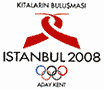 KITALARIN BULUŞMASI
ISTANBUL 2008
ADAY KENT